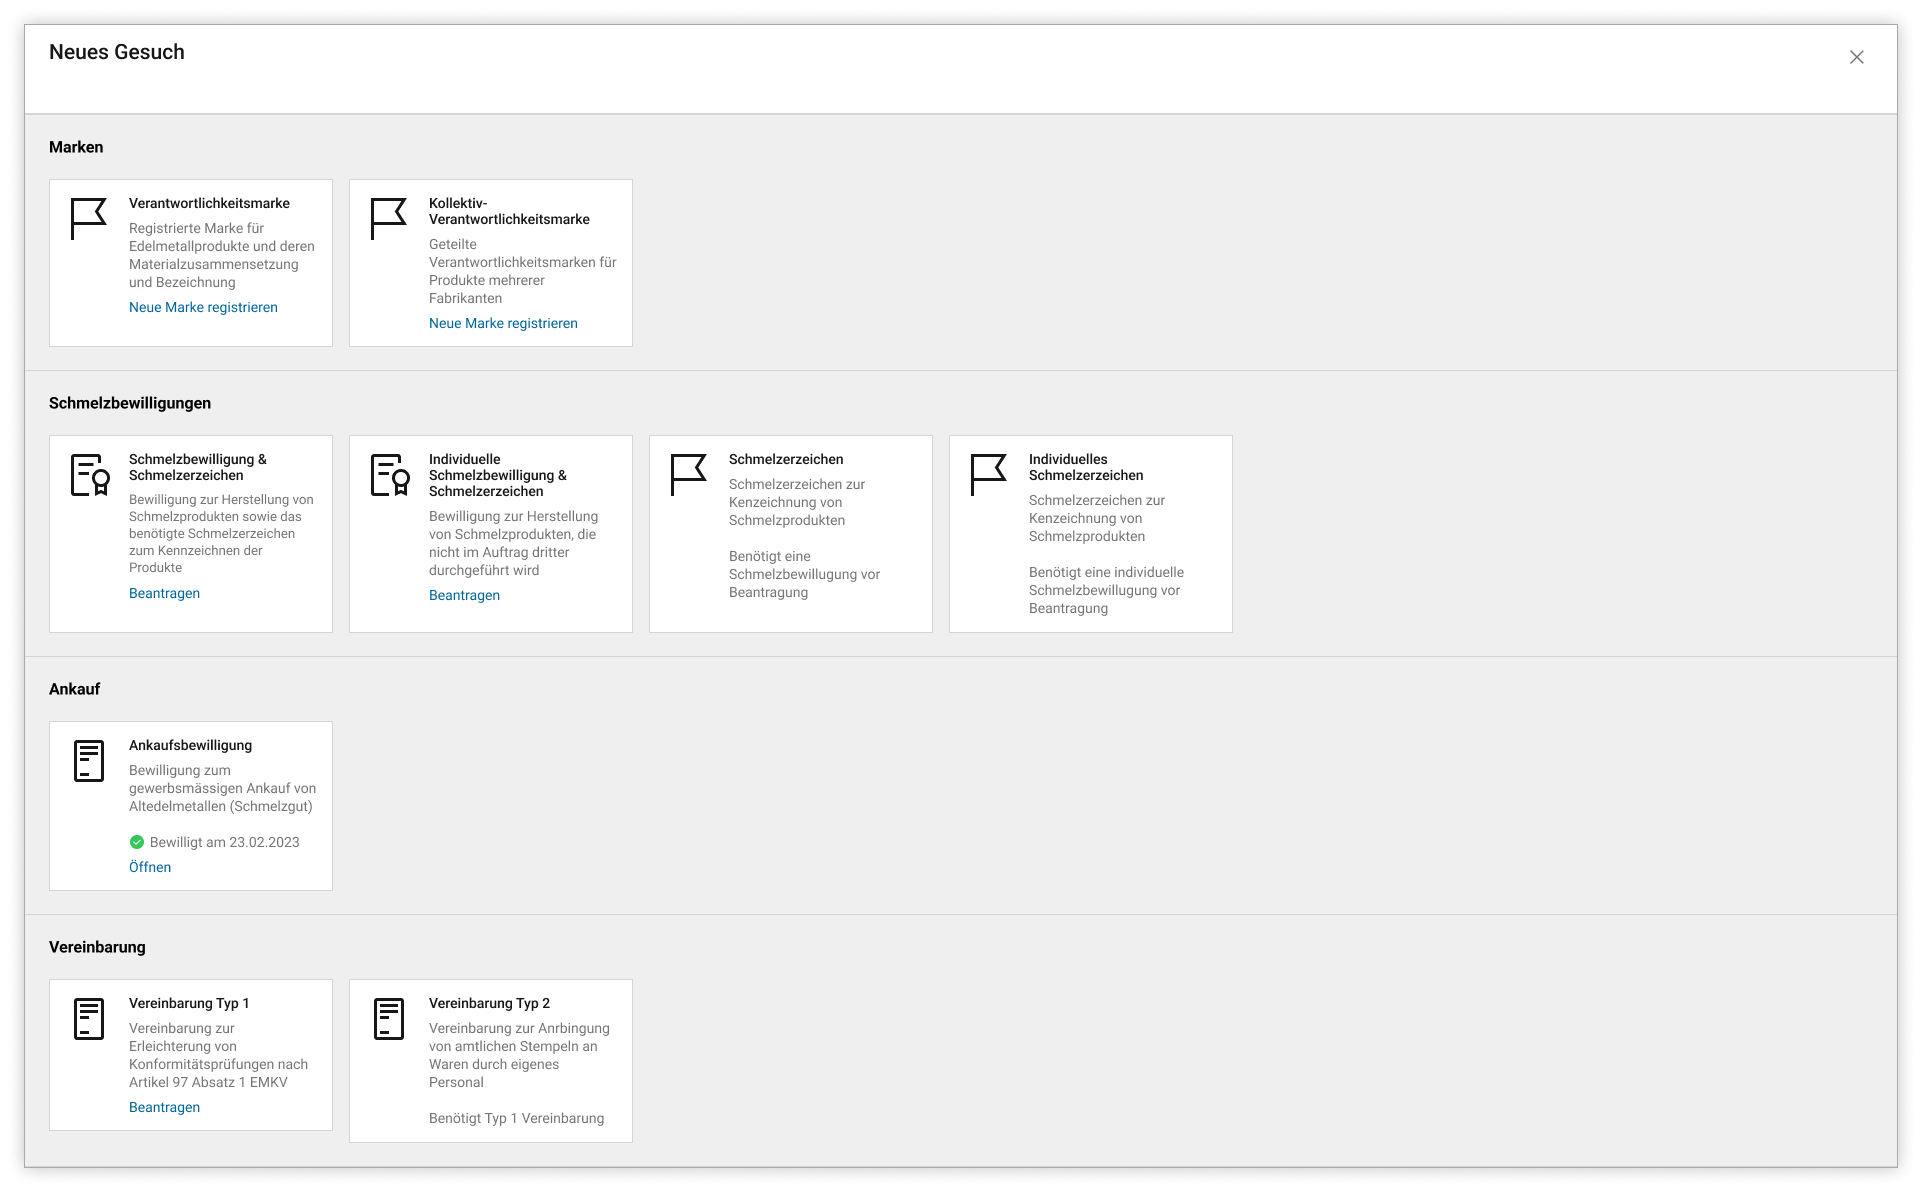 Neues Gesuch
Marken
Verantwortlichkeitsmarke
Registrierte Marke für
Edelmetallprodukte und deren
Materialzusammensetzung
und Bezeichnung
Neue Marke registrieren
Kollektiv-
Verantwortlichkeitsmarke
Geteilte
Verantwortlichkeitsmarken für
Produkte mehrerer
Fabrikanten
Neue Marke registrieren
Schmelzbewilligungen
Schmelzbewilligung &
Schmelzerzeichen
Bewilligung zur Herstellung von
Schmelzprodukten sowie das
benötigte Schmelzerzeichen
zum Kennzeichnen der
Produkte
Beantragen
Individuelle
Schmelzbewilligung &
Schmelzerzeichen
Bewilligung zur Herstellung
von Schmelzprodukten, die
nicht im Auftrag dritter
durchgeführt wird
Beantragen
Schmelzerzeichen
Schmelzerzeichen zur
Kenzeichnung von
Schmelzprodukten
Benötigt eine
Schmelzbewillugung vor
Beantragung
Individuelles
Schmelzerzeichen
Schmelzerzeichen zur
Kenzeichnung von
Schmelzprodukten
Benötigt eine individuelle
Schmelzbewillugung vor
Beantragung
Ankauf
Ankaufsbewilligung
Bewilligung zum
gewerbsmässigen Ankauf von
Altedelmetallen (Schmelzgut)
Bewilligt am 23.02.2023
Öffnen
Vereinbarung
Vereinbarung Typ 1
Vereinbarung zur
Erleichterung von
Konformitätsprüfungen nach
Artikel 97 Absatz 1 EMKV
Beantragen
Vereinbarung Typ 2
Vereinbarung zur Anrbingung
von amtlichen Stempeln an
Waren durch eigenes
Personal
Benötigt Typ 1 Vereinbarung